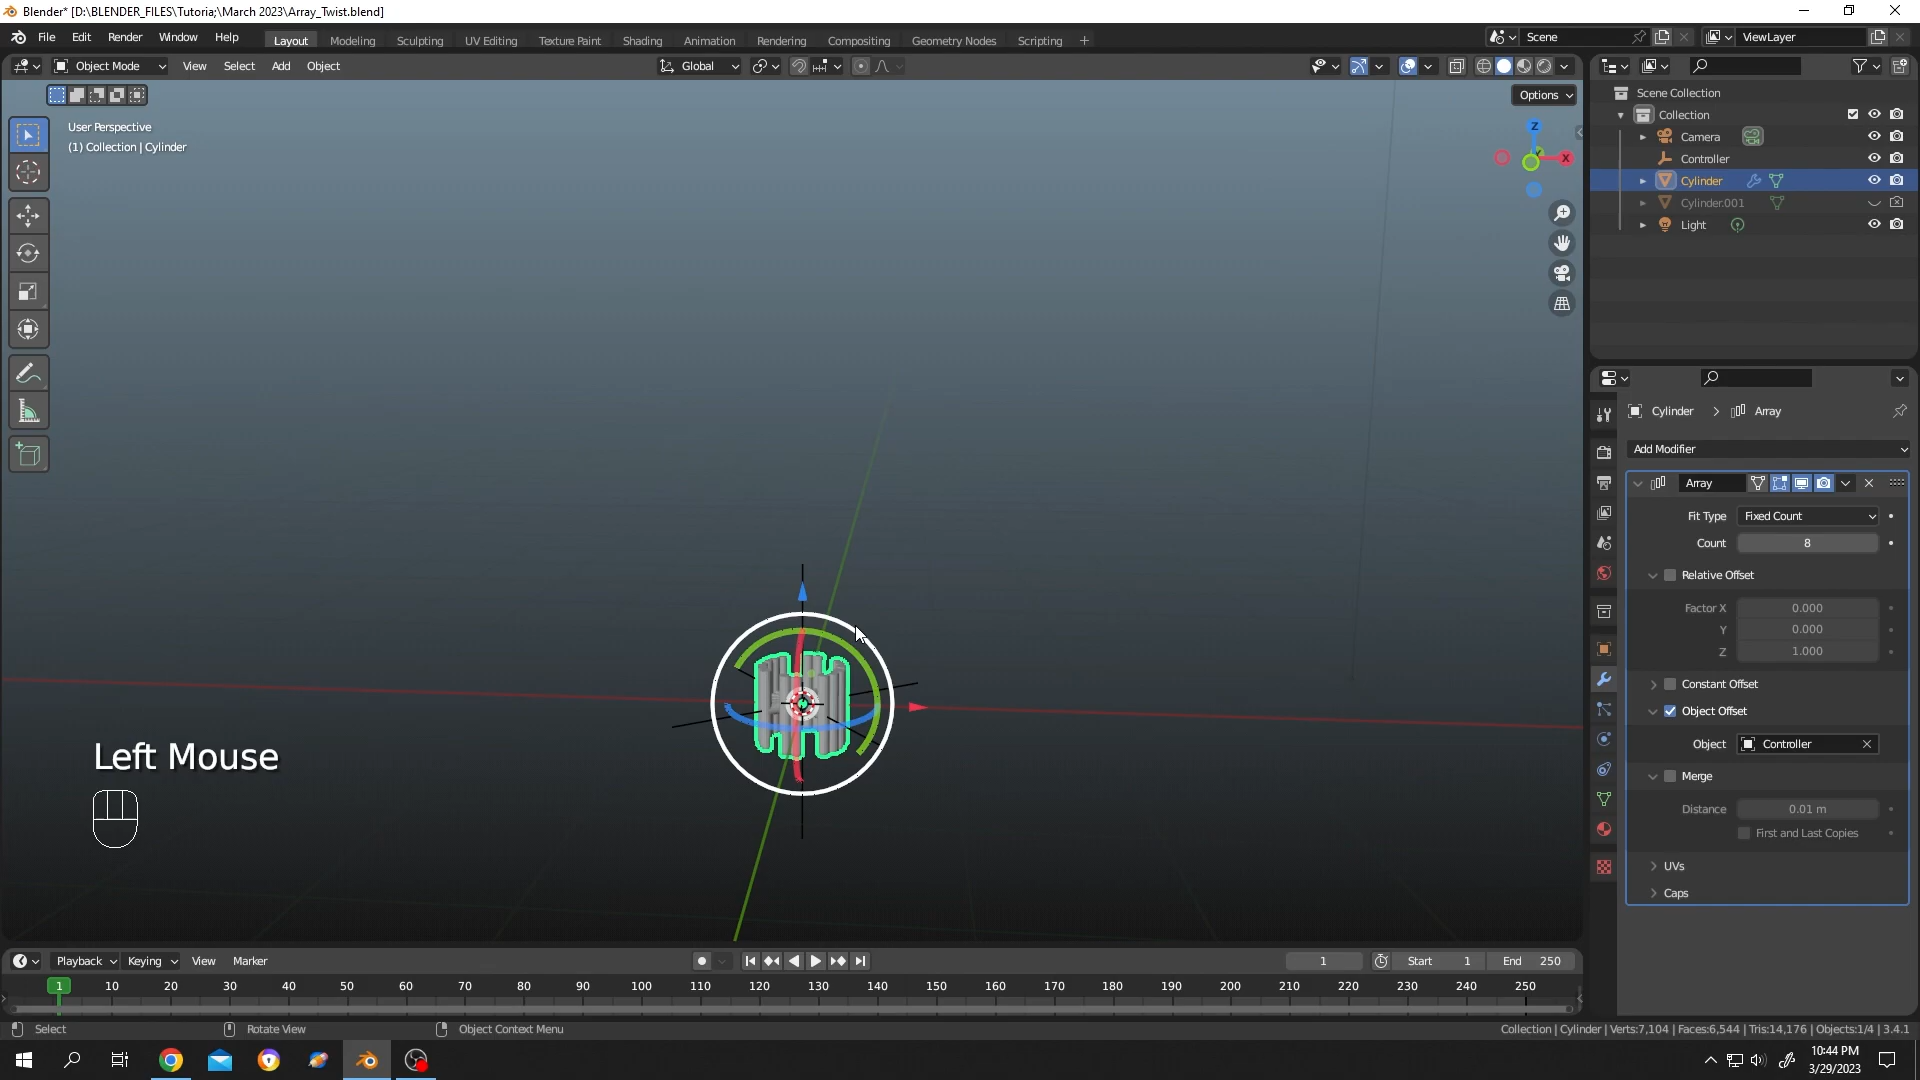 Blender* [D:\BLENDER_FILES\Tutoria;\March 2023\Array_Twist.blend]
File Edit Render Window Help
Layout Modeling Sculpting UV Editing Texture Paint Shading Animation Rendering Compositing Geometry Nodes Scripting +
Scene
ViewLayer
Object Mode View Select Add Object
Global
Options
User Perspective
(1) Collection | Cylinder
Z
X
Scene Collection
Collection
Camera
Controller
Cylinder
Cylinder.001
Light
Cylinder > Array
Add Modifier
Array
Fit Type Fixed Count
Count 8
Relative Offset
Factor X 0.000
Y 0.000
Z 1.000
Constant Offset
Object Offset
Object Controller
Merge
Distance 0.01 m
First and Last Copies
UVs
Caps
Left Mouse
Playback Keying View Marker
1
Start 1
End 250
1 10 20 30 40 50 60 70 80 90 100 110 120 130 140 150 160 170 180 190 200 210 220 230 240 250
Select
Rotate View
Object Context Menu
Collection | Cylinder | Verts:7,104 | Faces:6,544 | Tris:14,176 | Objects:1/4 | 3.4.1
10:44 PM
3/29/2023